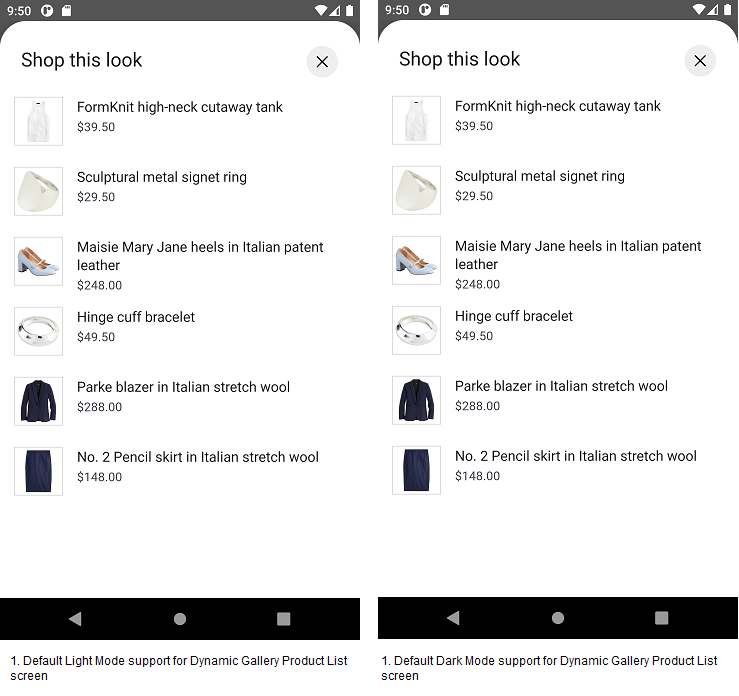 9:50
Shop this look
FormKnit high-neck cutaway tank
$39.50
Sculptural metal signet ring
$29.50
Maisie Mary Jane heels in Italian patent
leather
$248.00
Hinge cuff bracelet
$49.50
Parke blazer in Italian stretch wool
$288.00
No. 2 Pencil skirt in Italian stretch wool
$148.00
1. Default Light Mode support for Dynamic Gallery Product List
screen
9:50
Shop this look
FormKnit high-neck cutaway tank
$39.50
Sculptural metal signet ring
$29.50
Maisie Mary Jane heels in Italian patent
leather
$248.00
Hinge cuff bracelet
$49.50
Parke blazer in Italian stretch wool
$288.00
No. 2 Pencil skirt in Italian stretch wool
$148.00
1. Default Dark Mode support for Dynamic Gallery Product List
screen